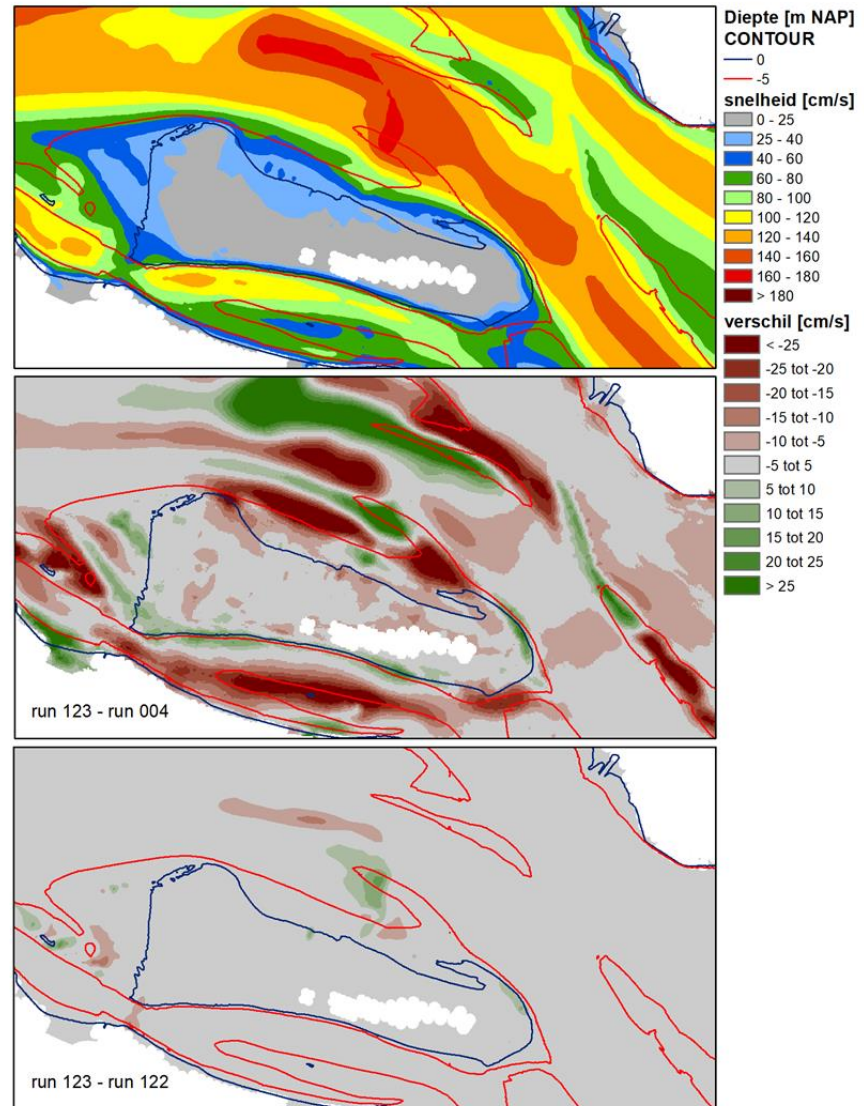 Diepte [m NAP]
CONTOUR
0
-5
snelheid [cm/s]
0 - 25
25 - 40
40 - 60
60 - 80
80 - 100
100 - 120
120 - 140
140 - 160
160 - 180
> 180
verschil [cm/s]
< -25
-25 tot -20
-20 tot -15
-15 tot -10
-10 tot -5
-5 tot 5
5 tot 10
10 tot 15
15 tot 20
20 tot 25
> 25
run 123 - run 004
run 123 - run 122